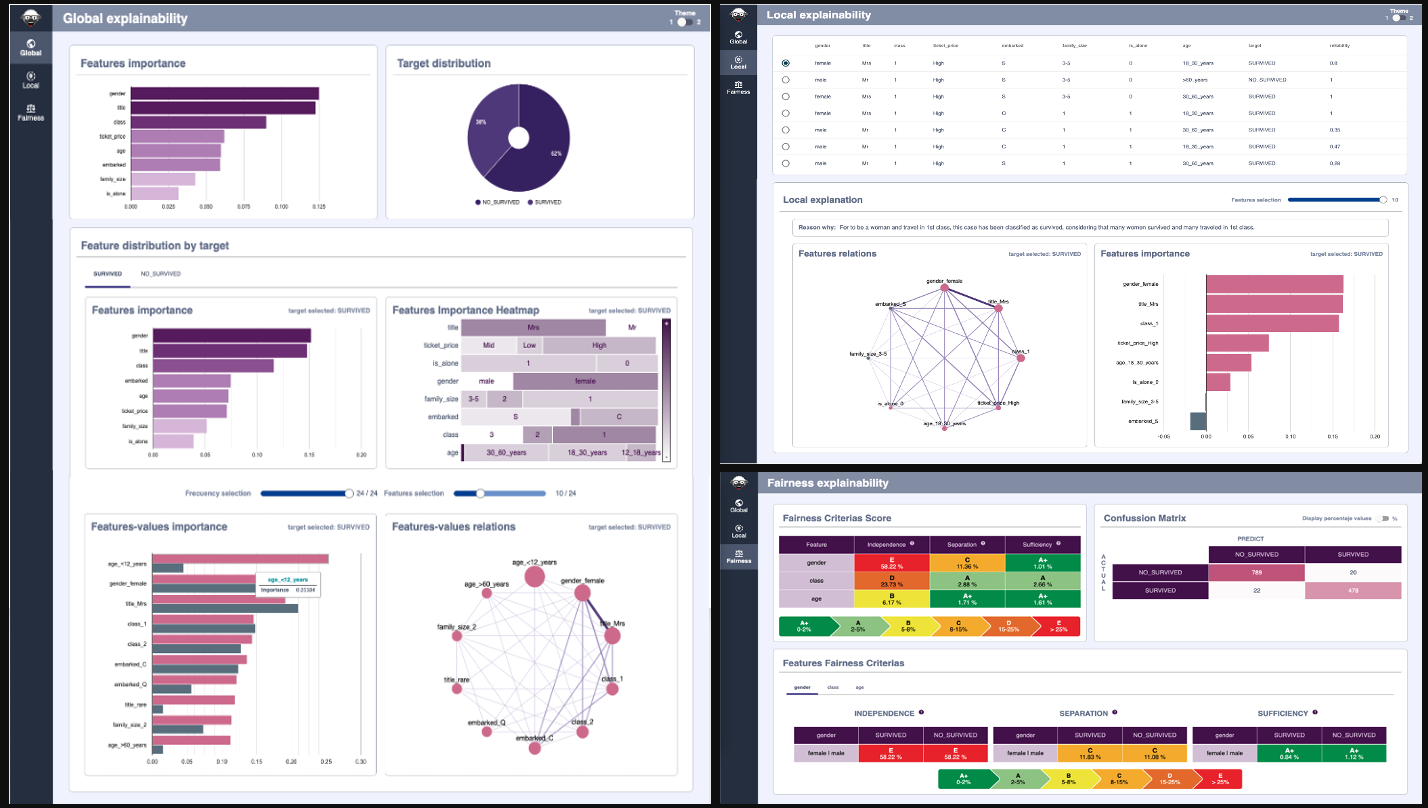 Global explainability
Theme
1 2
Global
Local
Fairness
Features importance
gender
title
class
ticket_price
age
embarked
family_size
is_alone
0.000 0.025 0.050 0.075 0.100 0.125
Target distribution
38%
62%
NO_SURVIVED SURVIVED
Feature distribution by target
SURVIVED NO_SURVIVED
Features importance target selected: SURVIVED
gender
title
class
embarked
age
ticket_price
family_size
is_alone
0.00 0.05 0.10 0.15 0.20
Features Importance Heatmap target selected: SURVIVED
title Mrs Mr
ticket_price Mid Low High
is_alone 1 0
gender male female
family_size 3-5 2 1
embarked S C
class 3 2 1
age 30_60_years 18_30_years 12_18_years
+
-
Frecuency selection 24 / 24 Features selection 10 / 24
Features-values importance target selected: SURVIVED
age_<12_years
gender_female
title_Mrs
class_1
class_2
embarked_C
embarked_Q
title_rare
family_size_2
age_>60_years
0.00 0.05 0.10 0.15 0.20 0.25 0.30
age_<12_years
Importance
Features-values relations target selected: SURVIVED
age_<12_years
age_>60_years
gender_female
family_size_2
title_Mrs
title_rare
class_1
embarked_Q
class_2
embarked_C
Local explainability
Theme
1 2
Global
Local
Fairness
gender title class ticket_price embarked family_size is_alone age target reliability
female Mrs 1 High S 3-5 0 18_30_years SURVIVED 0.8
male Mr 1 High S 3-5 0 >60_years NO_SURVIVED 1
female Mrs 1 High S 3-5 0 30_60_years SURVIVED 1
female Mrs 1 High C 1 1 18_30_years SURVIVED 1
male Mr 1 High C 1 1 30_60_years SURVIVED 0.35
male Mr 1 High C 1 1 18_30_years SURVIVED 0.47
male Mr 1 High S 1 1 30_60_years SURVIVED
Local explanation
Features selection 10
Reason why: For to be a woman and travel in 1st class, this case has been classified as survived, considering that many women survived and many traveled in 1st class.
Features relations target selected: SURVIVED
gender_female
embarked_S
title_Mrs
family_size_3-5
class_1
is_alone_0
ticket_price_High
age_18_30_years
Features importance target selected: SURVIVED
gender_female
title_Mrs
class_1
ticket_price_High
age_18_30_years
is_alone_0
family_size_3-5
embarked_S
-0.05 0.00 0.05 0.10 0.15 0.20
Fairness explainability
Global
Local
Fairness
Fairness Criterias Score
Feature Independence Separation Sufficiency
gender E 58.22 % C 11.36 % A+ 1.01 %
class D 23.73 % A 2.88 % A 2.66 %
age B 6.17 % A+ 1.71 % A+ 1.61 %
A+ A B C D E
0-2% 2-5% 5-8% 8-15% 15-25% > 25%
Confussion Matrix
Display percentage values %
PREDICT
ACTUAL
NO_SURVIVED SURVIVED
NO_SURVIVED 789 20
SURVIVED 22 478
Features Fairness Criterias
gender class age
INDEPENDENCE SEPARATION SUFFICIENCY
gender SURVIVED NO_SURVIVED gender SURVIVED NO_SURVIVED gender SURVIVED NO_SURVIVED
female | male E 58.22 % E 58.22 % female | male C 11.63 % C 11.08 % female | male A+ 0.84 % A+ 1.12 %
A+ A B C D E
0-2% 2-5% 5-8% 8-15% 15-25% > 25%